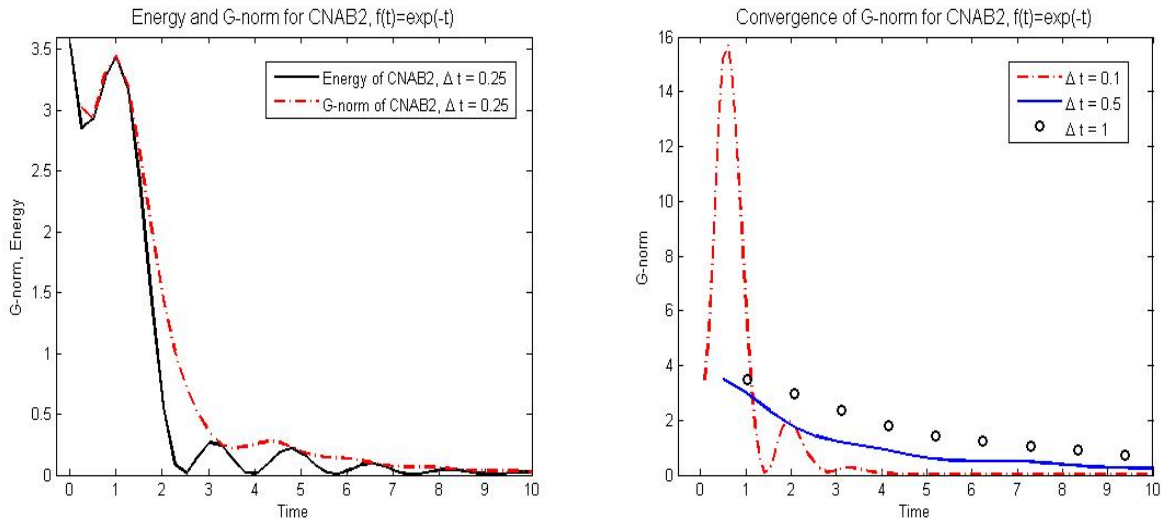 Energy and G-norm for CNAB2, f(t)=exp(-t)
3.5
3
2.5
2
1.5
1
0.5
0
G-norm, Energy
Energy of CNAB2, Δ t = 0.25
G-norm of CNAB2, Δ t = 0.25
0 1 2 3 4 5 6 7 8 9 10
Time
Convergence of G-norm for CNAB2, f(t)=exp(-t)
16
14
12
10
8
6
4
2
0
G-norm
Δ t = 0.1
Δ t = 0.5
Δ t = 1
0 1 2 3 4 5 6 7 8 9 10
Time